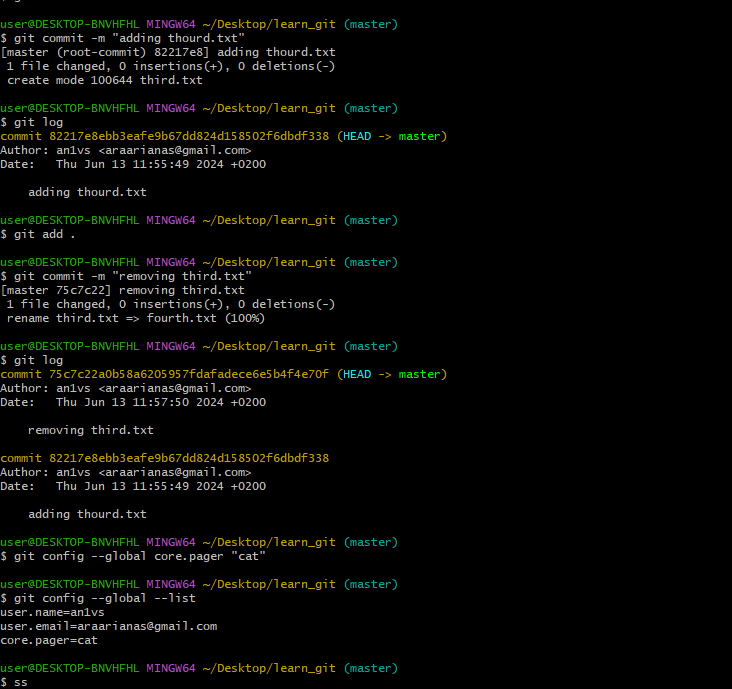 user@DESKTOP-BNVHFHL MINGW64 ~/Desktop/learn_git (master)
$ git commit -m "adding thourd.txt"
[master (root-commit) 82217e8] adding thourd.txt
 1 file changed, 0 insertions(+), 0 deletions(-)
 create mode 100644 third.txt

user@DESKTOP-BNVHFHL MINGW64 ~/Desktop/learn_git (master)
$ git log
commit 82217e8ebb3eafe9b67dd824d158502f6dbdf338 (HEAD -> master)
Author: an1vs <araarianas@gmail.com>
Date:   Thu Jun 13 11:55:49 2024 +0200

    adding thourd.txt

user@DESKTOP-BNVHFHL MINGW64 ~/Desktop/learn_git (master)
$ git add .

user@DESKTOP-BNVHFHL MINGW64 ~/Desktop/learn_git (master)
$ git commit -m "removing third.txt"
[master 75c7c22] removing third.txt
 1 file changed, 0 insertions(+), 0 deletions(-)
 rename third.txt => fourth.txt (100%)

user@DESKTOP-BNVHFHL MINGW64 ~/Desktop/learn_git (master)
$ git log
commit 75c7c22a0b58a6205957fdafadece6e5b4f4e70f (HEAD -> master)
Author: an1vs <araarianas@gmail.com>
Date:   Thu Jun 13 11:57:50 2024 +0200

    removing third.txt

commit 82217e8ebb3eafe9b67dd824d158502f6dbdf338
Author: an1vs <araarianas@gmail.com>
Date:   Thu Jun 13 11:55:49 2024 +0200

    adding thourd.txt

user@DESKTOP-BNVHFHL MINGW64 ~/Desktop/learn_git (master)
$ git config --global core.pager "cat"

user@DESKTOP-BNVHFHL MINGW64 ~/Desktop/learn_git (master)
$ git config --global --list
user.name=an1vs
user.email=araarianas@gmail.com
core.pager=cat

user@DESKTOP-BNVHFHL MINGW64 ~/Desktop/learn_git (master)
$ ss